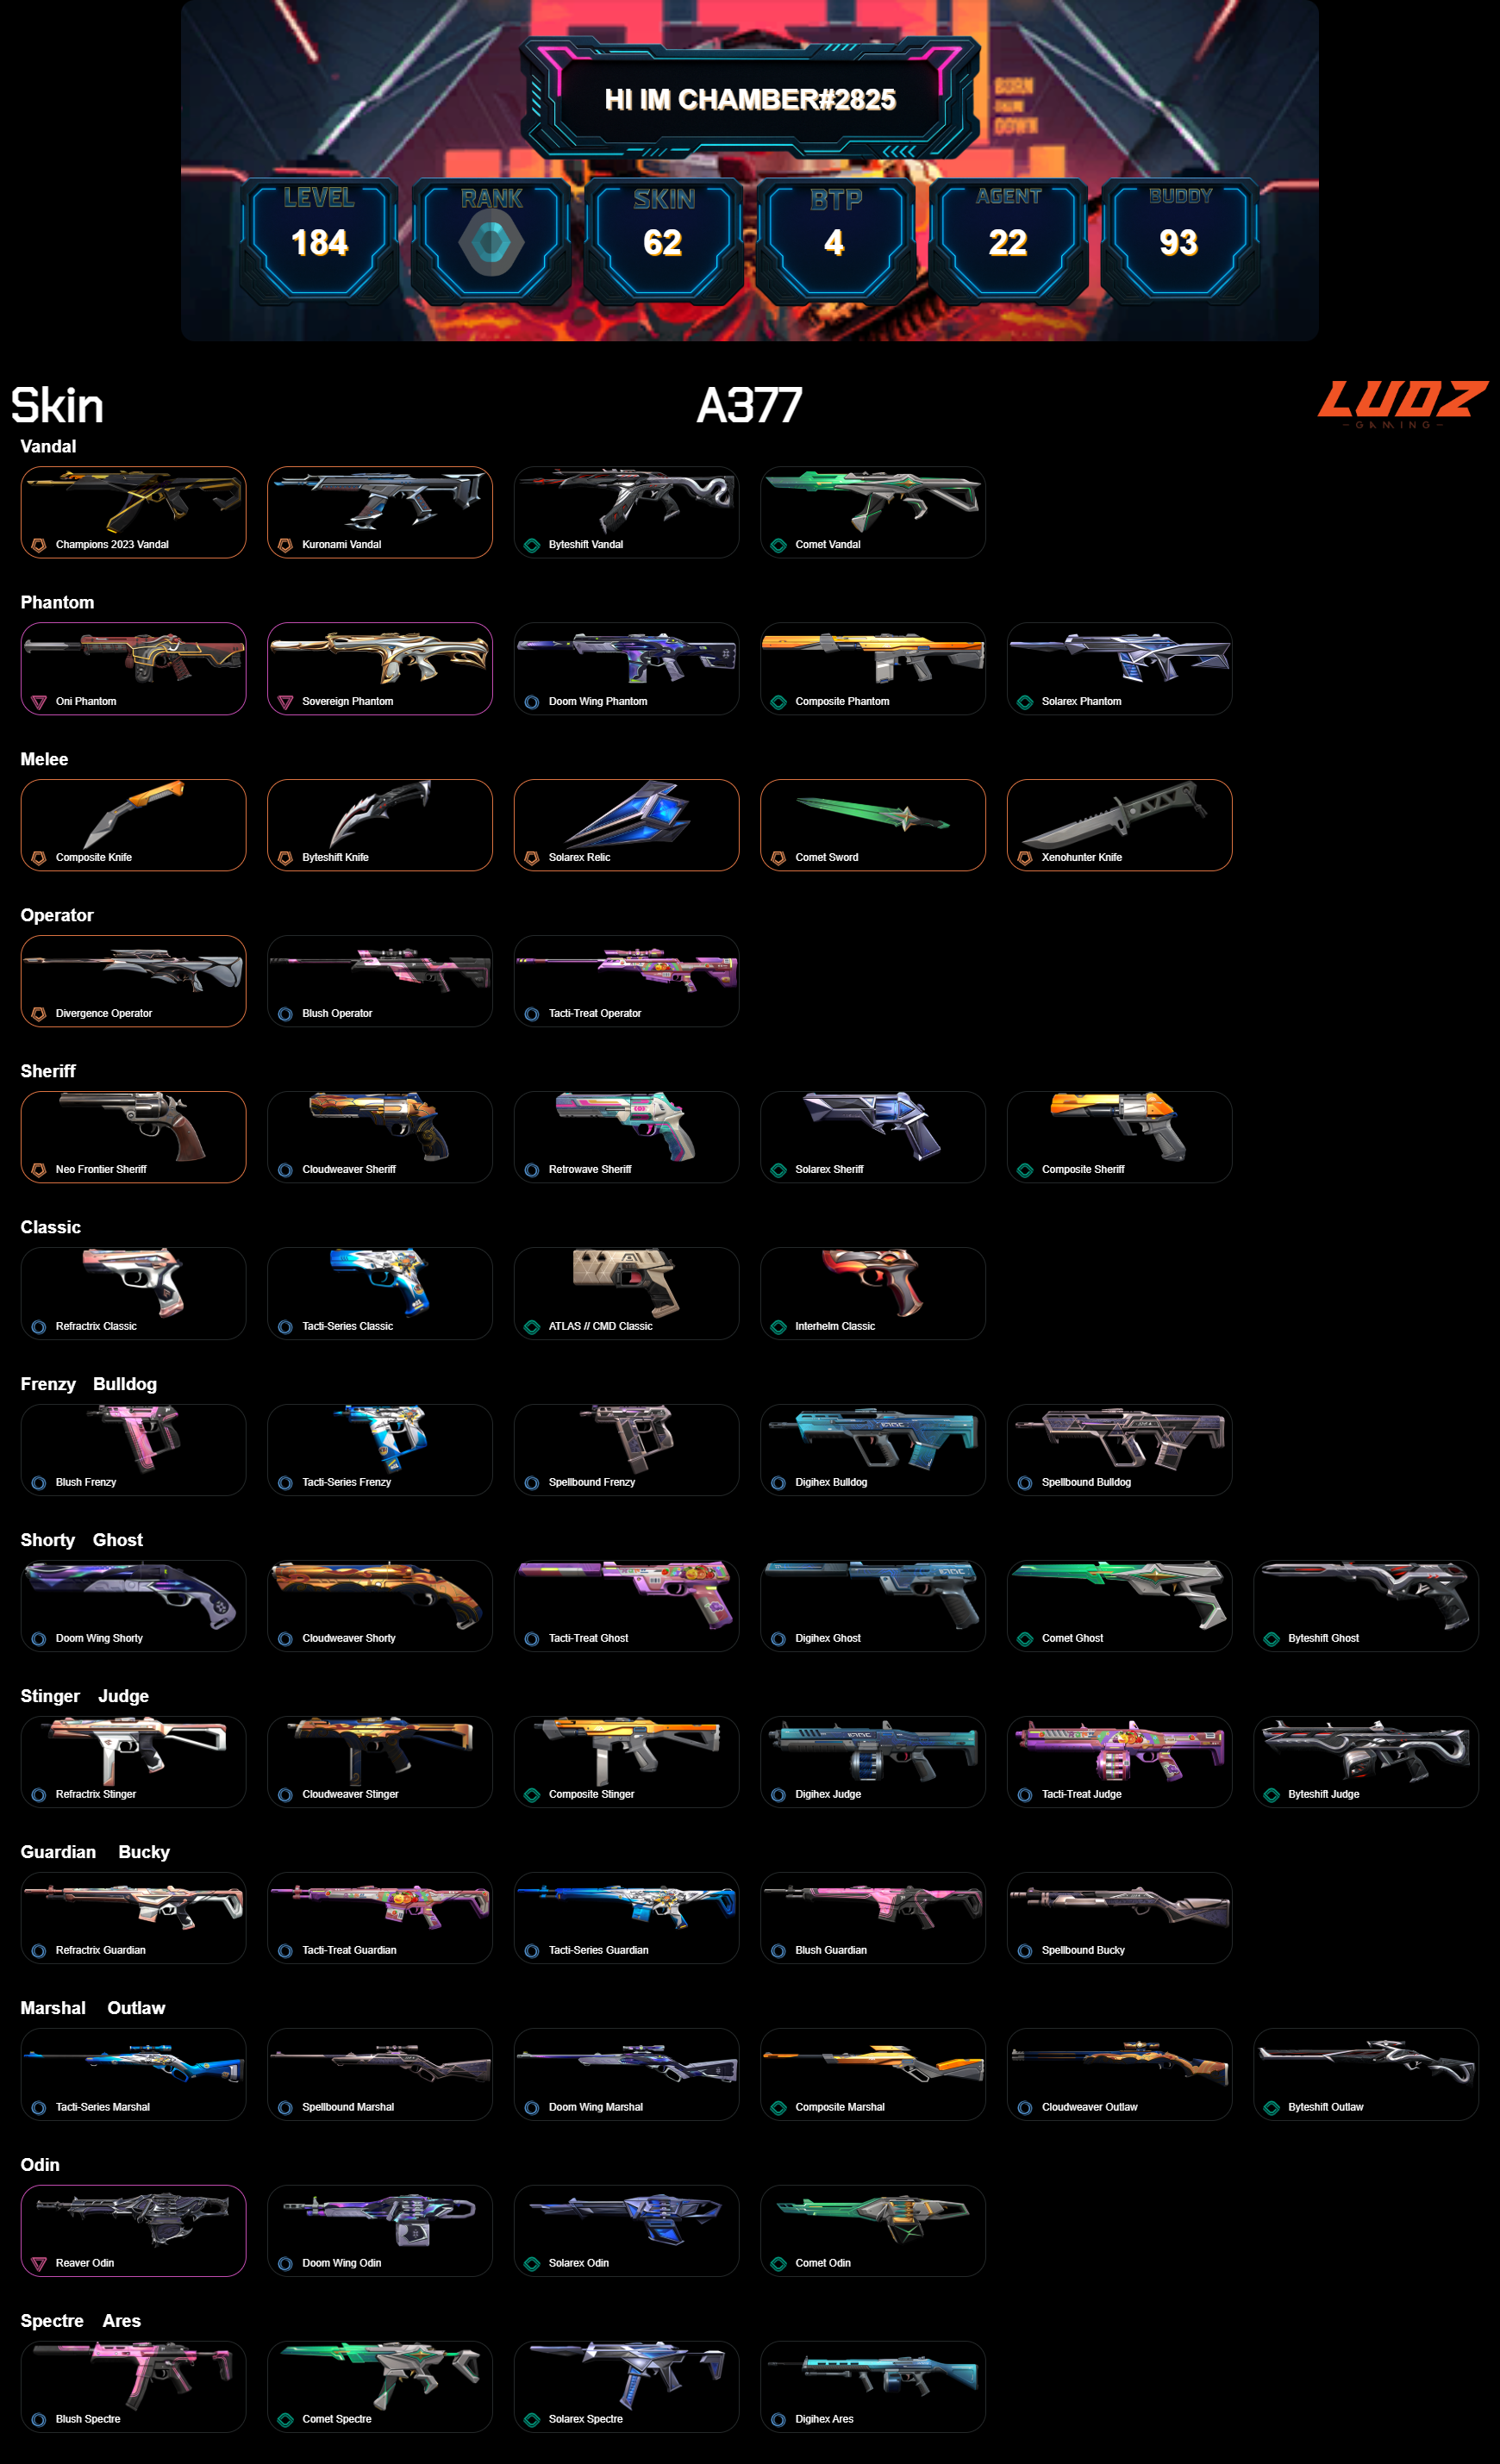 HI IM CHAMBER#2825
BURN
DOWN
LEVEL RANK SKIN BTP AGENT BUDDY
184 62 4 22 93
Skin A377 LUDZ
GAMING
Vandal
Champions 2023 Vandal Kuronami Vandal Byteshift Vandal Comet Vandal
Phantom
Oni Phantom Sovereign Phantom Doom Wing Phantom Composite Phantom Solarex Phantom
Melee
Composite Knife Byteshift Knife Solarex Relic Comet Sword Xenohunter Knife
Operator
Divergence Operator Blush Operator Tacti-Treat Operator
Sheriff
Neo Frontier Sheriff Cloudweaver Sheriff Retrowave Sheriff Solarex Sheriff Composite Sheriff
Classic
Refractrix Classic Tacti-Series Classic ATLAS // CMD Classic Interhelm Classic
Frenzy Bulldog
Blush Frenzy Tacti-Series Frenzy Spellbound Frenzy Digihex Bulldog Spellbound Bulldog
Shorty Ghost
Doom Wing Shorty Cloudweaver Shorty Tacti-Treat Ghost Digihex Ghost Comet Ghost Byteshift Ghost
Stinger Judge
Refractrix Stinger Cloudweaver Stinger Composite Stinger Digihex Judge Tacti-Treat Judge Byteshift Judge
Guardian Bucky
Refractrix Guardian Tacti-Treat Guardian Tacti-Series Guardian Blush Guardian Spellbound Bucky
Marshal Outlaw
Tacti-Series Marshal Spellbound Marshal Doom Wing Marshal Composite Marshal Cloudweaver Outlaw Byteshift Outlaw
Odin
Reaver Odin Doom Wing Odin Solarex Odin Comet Odin
Spectre Ares
Blush Spectre Comet Spectre Solarex Spectre Digihex Ares